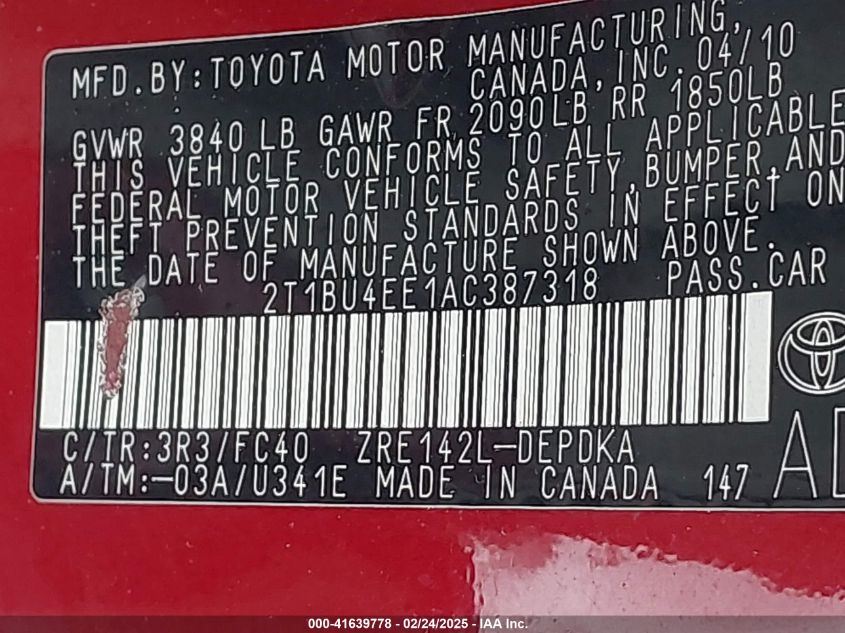 MFD.BY:TOYOTA MOTOR MANUFACTURING,
CANADA, INC. 04/10
GVWR 3840 LB GAWR FR 2090LB RR 1850LB
THIS VEHICLE CONFORMS TO ALL APPLICABLE
FEDERAL MOTOR VEHICLE SAFETY,BUMPER,AND
THEFT PREVENTION STANDARDS IN EFFECT ON
THE DATE OF MANUFACTURE SHOWN ABOVE.
2T1BU4EE1AC387318 PASS.CAR
C/TR:3R3/FC40 ZRE142L-DEPDKA
A/TM:-03A/U341E MADE IN CANADA 147
000-41639778 - 02/24/2025 - IAA Inc.